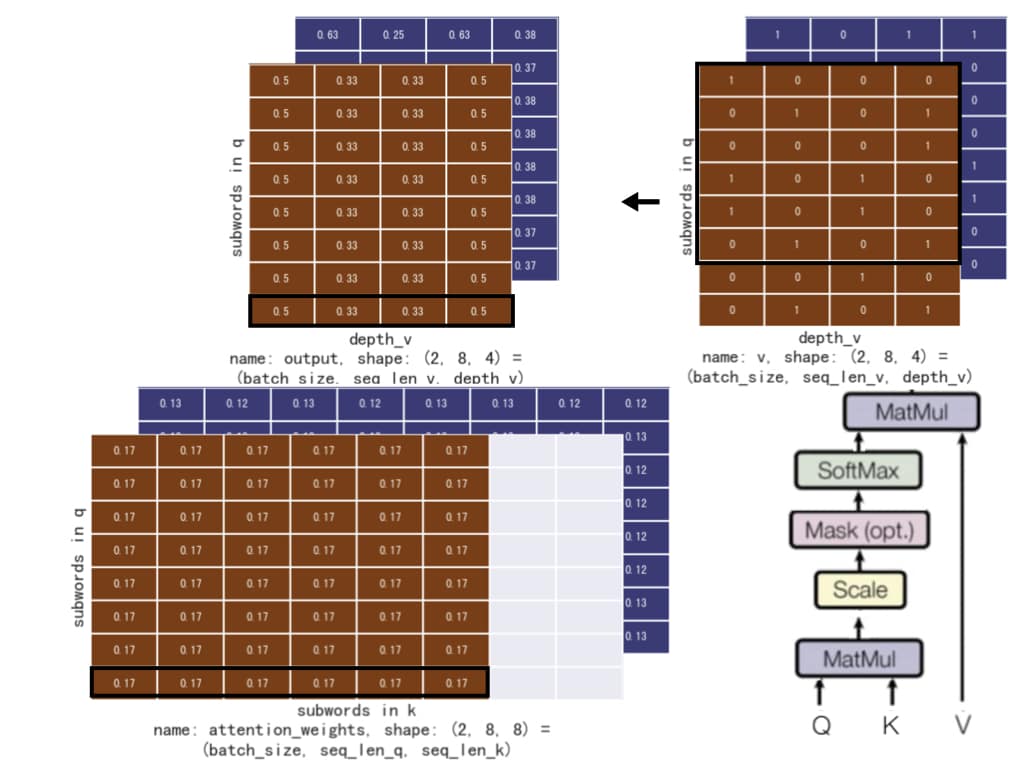 0.63 0.25 0.63 0.38
0.37
0.38
0.38
0.38
0.38
0.37
0.37
0.5 0.33 0.33 0.5
0.5 0.33 0.33 0.5
0.5 0.33 0.33 0.5
0.5 0.33 0.33 0.5
0.5 0.33 0.33 0.5
0.5 0.33 0.33 0.5
0.5 0.33 0.33 0.5
0.5 0.33 0.33 0.5
subwords in q
depth_v
name: output, shape: (2, 8, 4) =
(batch_size, seq_len_v, depth_v)
1 0 1 1
0
0
0
1
1
0
0
1 0 0 0
0 1 0 1
0 0 0 1
1 0 1 0
1 0 1 0
0 1 0 1
0 0 1 0
0 1 0 1
subwords in q
depth_v
name: v, shape: (2, 8, 4) =
(batch_size, seq_len_v, depth_v)
0.13 0.12 0.13 0.12 0.13 0.13 0.12 0.12
0.13
0.12
0.12
0.12
0.12
0.13
0.13
0.17 0.17 0.17 0.17 0.17 0.17
0.17 0.17 0.17 0.17 0.17 0.17
0.17 0.17 0.17 0.17 0.17 0.17
0.17 0.17 0.17 0.17 0.17 0.17
0.17 0.17 0.17 0.17 0.17 0.17
0.17 0.17 0.17 0.17 0.17 0.17
0.17 0.17 0.17 0.17 0.17 0.17
0.17 0.17 0.17 0.17 0.17 0.17
subwords in q
subwords in k
name: attention_weights, shape: (2, 8, 8) =
(batch_size, seq_len_q, seq_len_k)
MatMul
SoftMax
Mask (opt.)
Scale
MatMul
Q K V